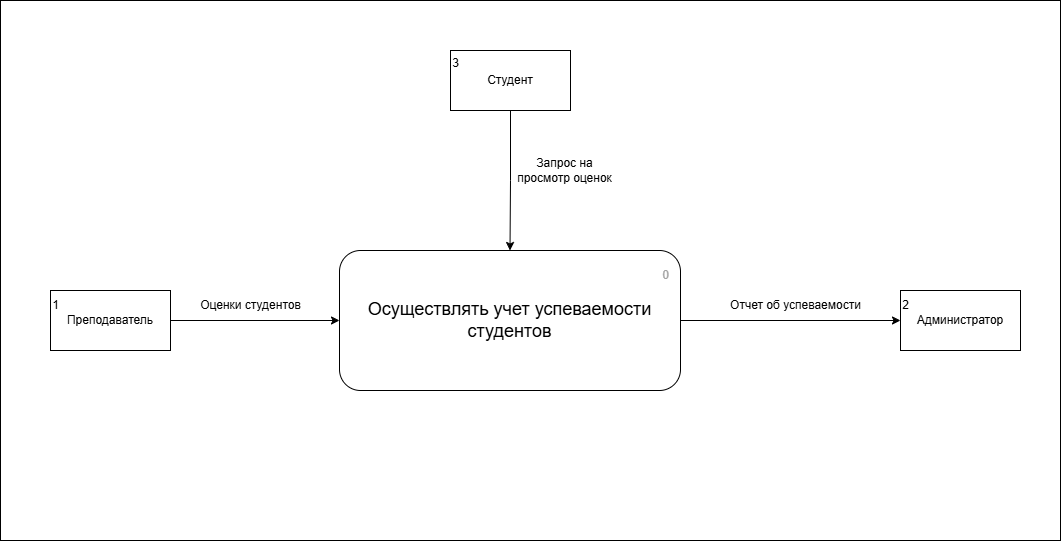 3
Студент
Запрос на
просмотр оценок
0
Осуществлять учет успеваемости
студентов
1
Преподаватель
Оценки студентов
Отчет об успеваемости
2
Администратор